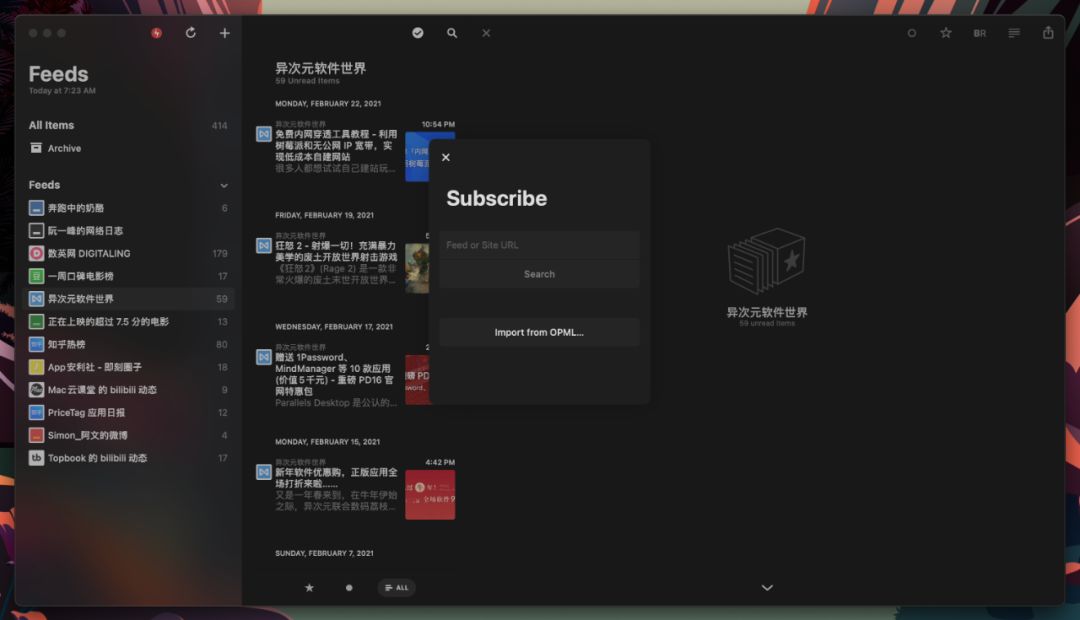 Feeds
Today at 7:23 AM
All Items 414
Archive
Feeds
奔跑中的奶酪 6
阮一峰的网络日志
数英网 DIGITALING 179
一周口碑电影榜 17
异次元软件世界 59
正在上映的超过 7.5 分的电影 13
知乎热榜 80
App安利社 - 即刻圈子 18
Mac云课堂 的 bilibili 动态 9
PriceTag 应用日报 12
Simon_阿文的微博 4
Topbook 的 bilibili 动态 17
异次元软件世界
59 Unread Items
MONDAY, FEBRUARY 22, 2021
异次元软件世界 10:54 PM
免费内网穿透工具教程 - 利用
树莓派和无公网 IP 宽带，实
现低成本自建网站
很多人都想试试自己建站玩...
FRIDAY, FEBRUARY 19, 2021
异次元软件世界
狂怒 2 - 射爆一切！充满暴力
美学的废土开放世界射击游戏
《狂怒2》(Rage 2) 是一款非
常火爆的废土末世开放世界...
WEDNESDAY, FEBRUARY 17, 2021
异次元软件世界
赠送 1Password、
MindManager 等 10 款应用
(价值5千元) - 重磅 PD16 官
网特惠包
Parallels Desktop 是公认的...
MONDAY, FEBRUARY 15, 2021
异次元软件世界 4:42 PM
新年软件优惠购，正版应用全
场打折来啦......
又是一年春来到，在牛年伊始
之际，异次元联合数码荔枝...
SUNDAY, FEBRUARY 7, 2021
ALL
Subscribe
Feed or Site URL
Search
Import from OPML...
BR
异次元软件世界
59 unread items